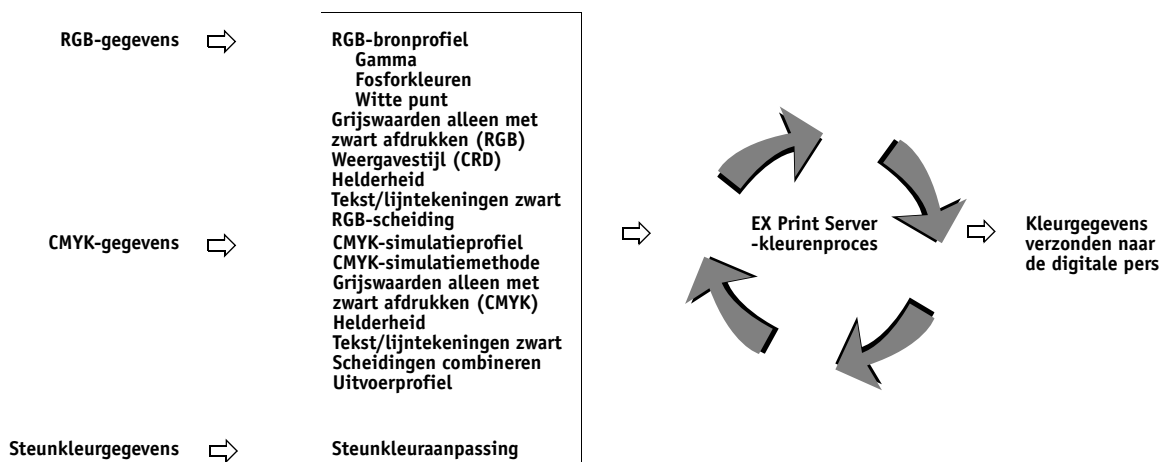 RGB-gegevens
RGB-bronprofiel
Gamma
Fosforkleuren
Witte punt
Grijswaarden alleen met
zwart afdrukken (RGB)
Weergavestijl (CRD)
Helderheid
Tekst/lijntekeningen zwart
RGB-scheiding
CMYK-gegevens
CMYK-simulatieprofiel
CMYK-simulatiemethode
Grijswaarden alleen met
zwart afdrukken (CMYK)
Helderheid
Tekst/lijntekeningen zwart
Scheidingen combineren
Uitvoerprofiel
Steunkleurgegevens
Steunkleuraanpassing
EX Print Server
-kleurenproces
Kleurgegevens
verzonden naar
de digitale pers